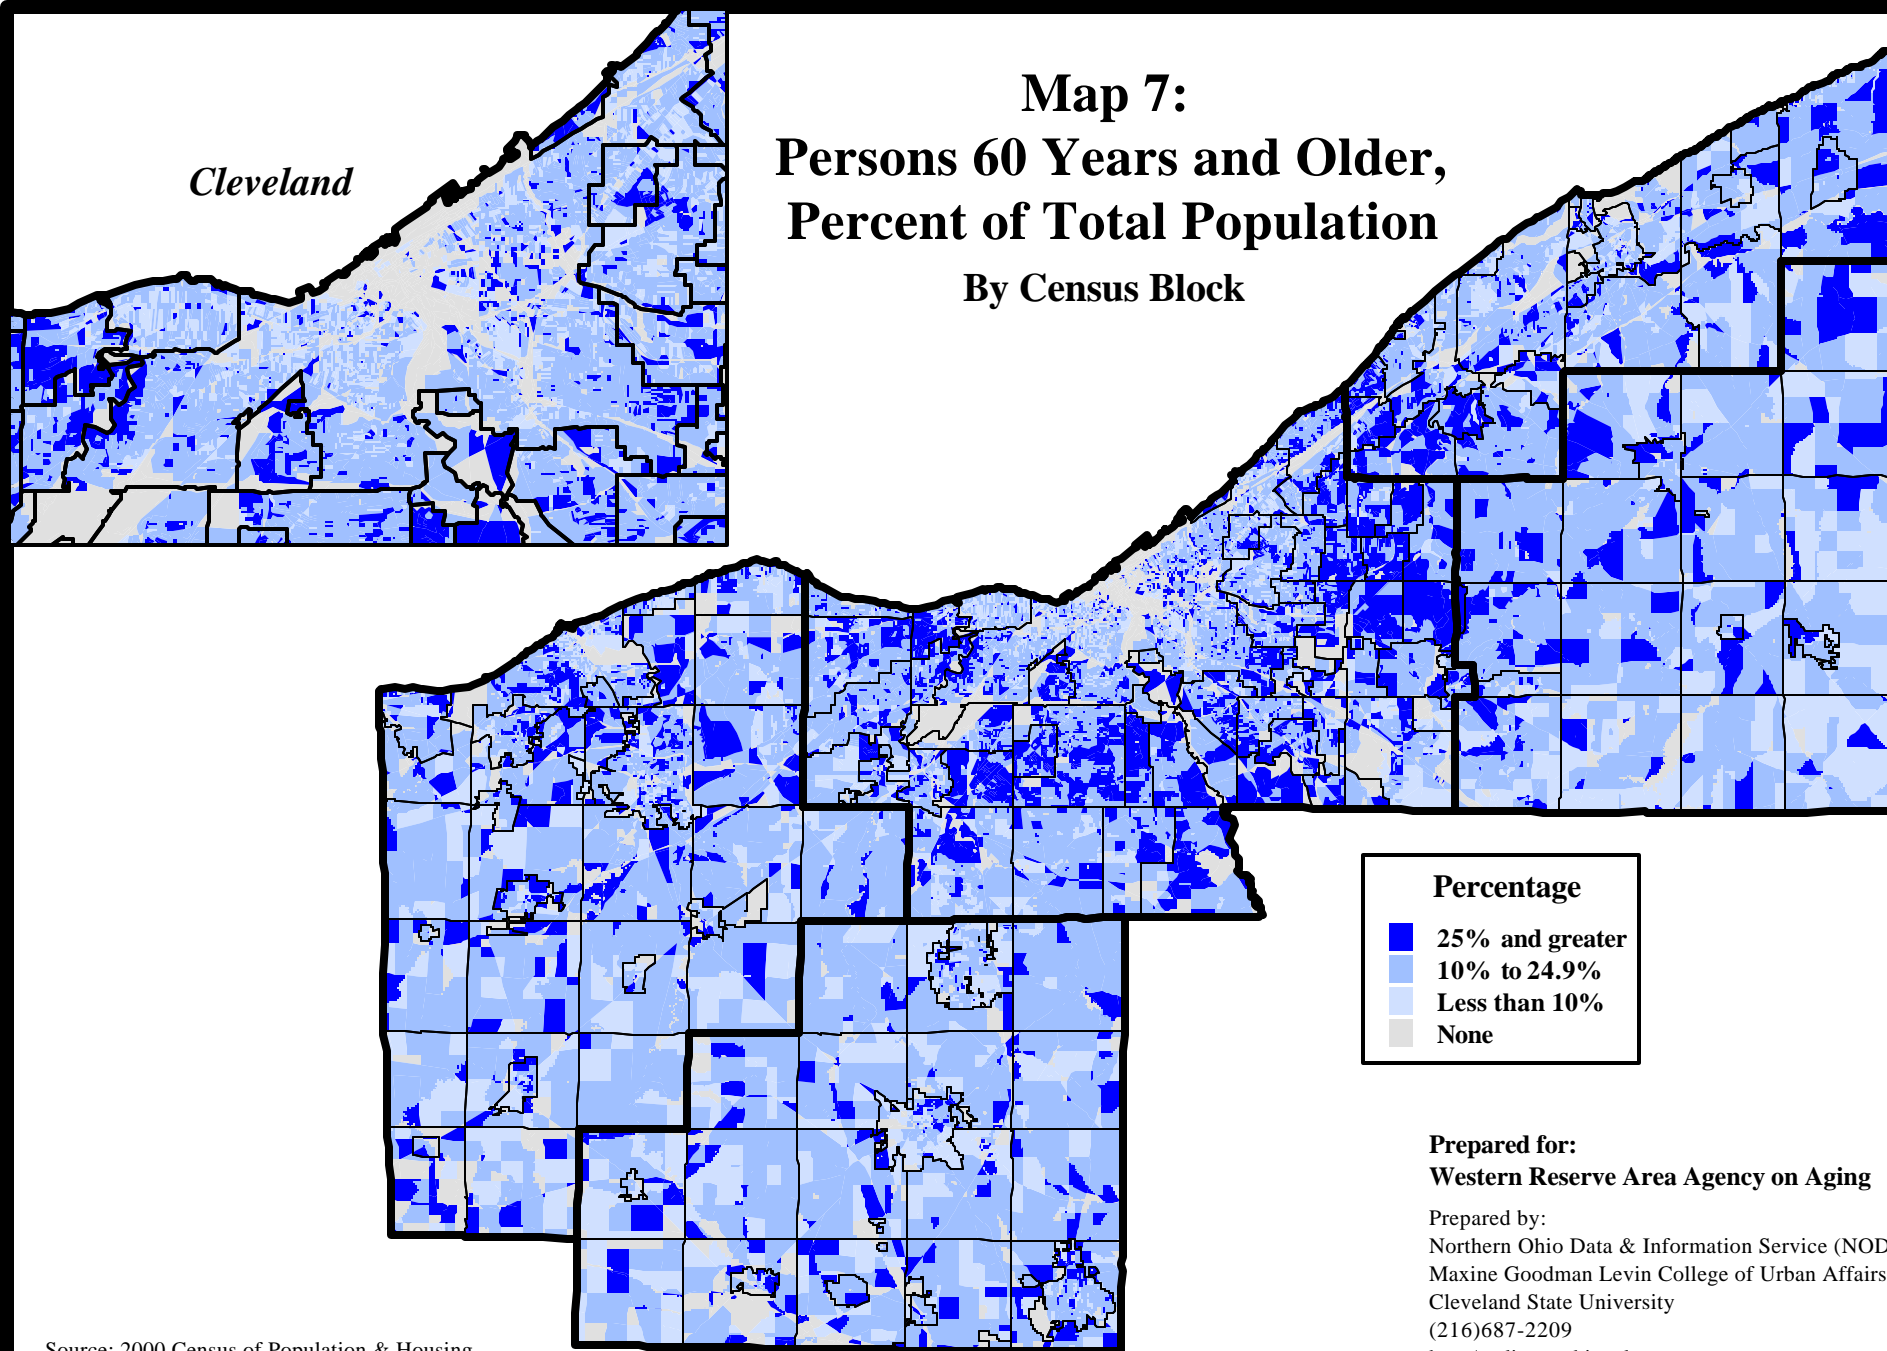 Cleveland
Map 7:
Persons 60 Years and Older,
Percent of Total Population
By Census Block
Percentage
25% and greater
10% to 24.9%
Less than 10%
None
Prepared for:
Western Reserve Area Agency on Aging
Prepared by:
Northern Ohio Data & Information Service (NOD
Maxine Goodman Levin College of Urban Affairs
Cleveland State University
(216)687-2209
Source: 2000 Census of Population & Housing